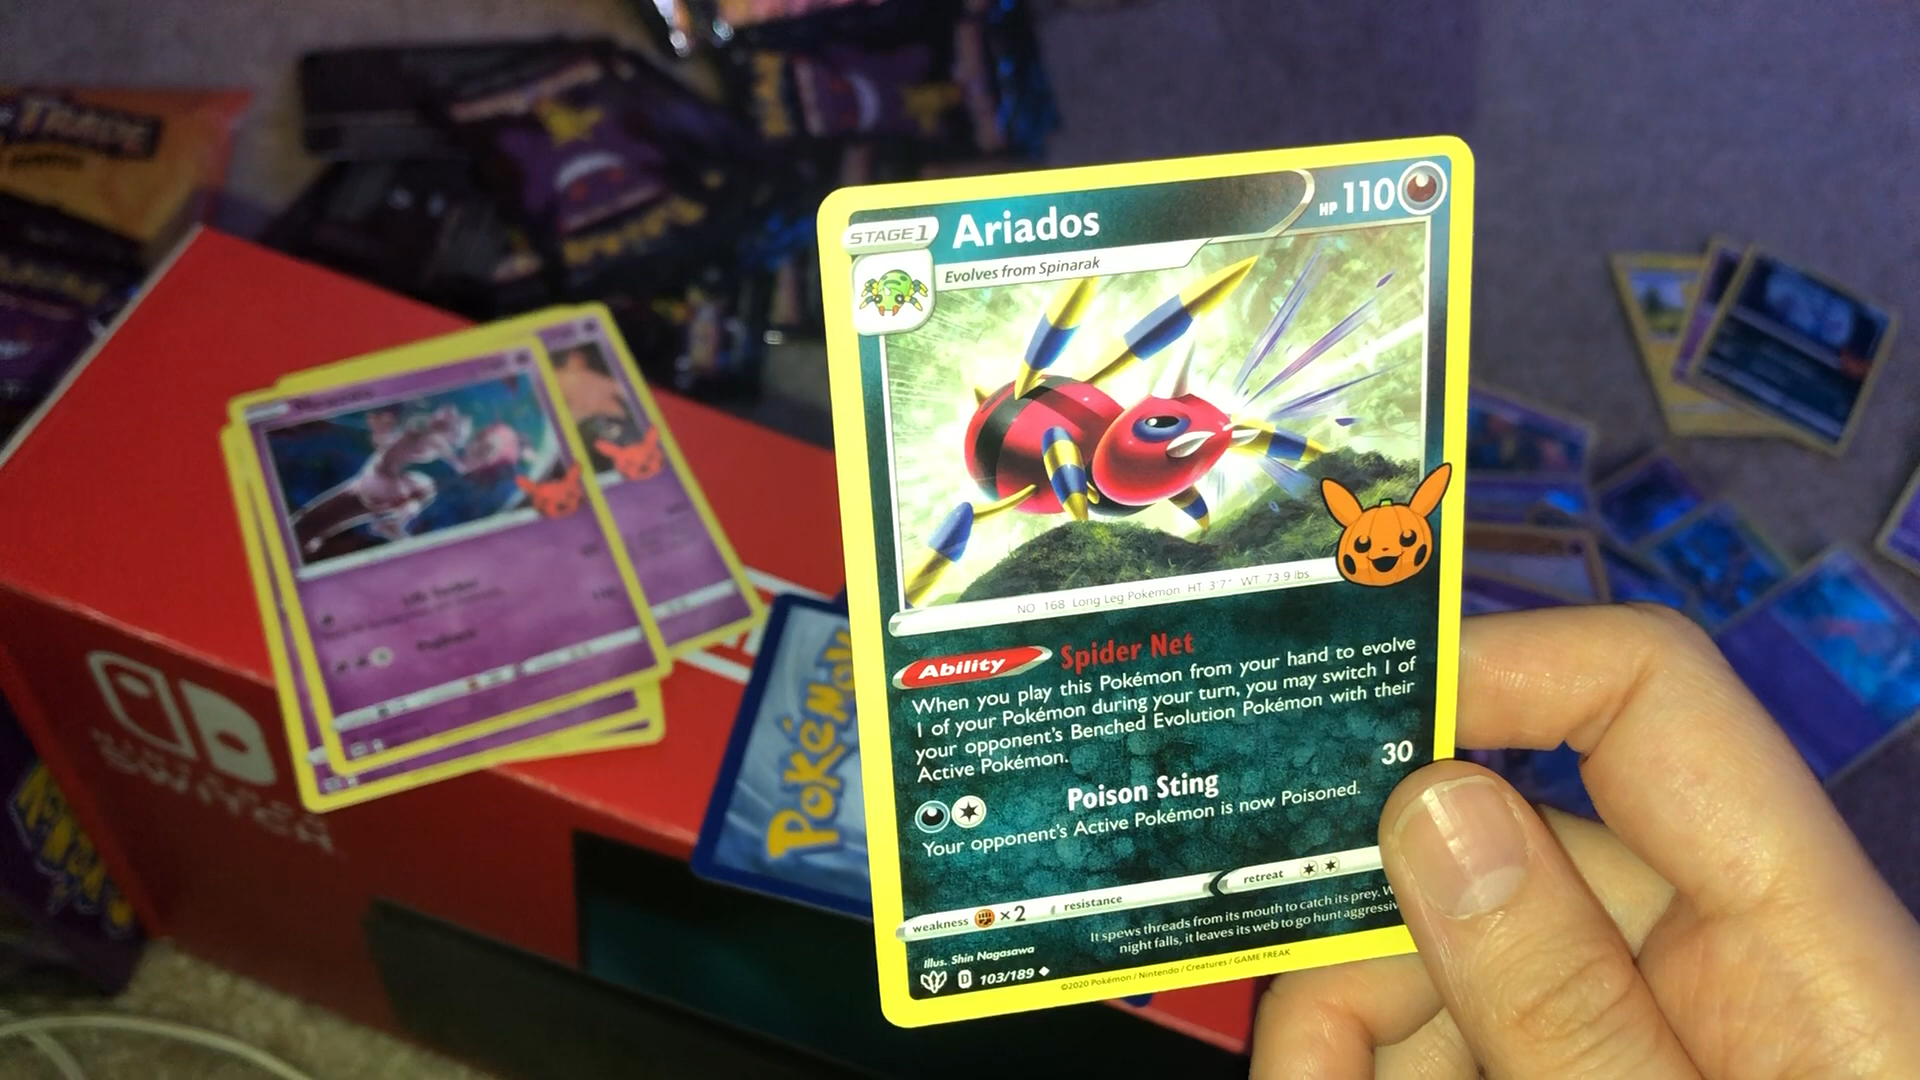 TRADE
STAGE 1
Ariados
HP 110
Evolves from Spinarak
NO. 168 Long Leg Pokémon HT: 3'7" WT: 73.9 lbs
Ability Spider Net
When you play this Pokémon from your hand to evolve
1 of your Pokémon during your turn, you may switch 1 of
your opponent's Benched Evolution Pokémon with their
Active Pokémon.
Poison Sting 30
Your opponent's Active Pokémon is now Poisoned.
weakness ×2 resistance retreat
It spews threads from its mouth to catch its prey. W
night falls, it leaves its web to go hunt aggressiv
Illus. Shin Nagasawa
D 103/189
©2020 Pokémon / Nintendo / Creatures / GAME FREAK
POKéMON
NINTENDO
SWITCH